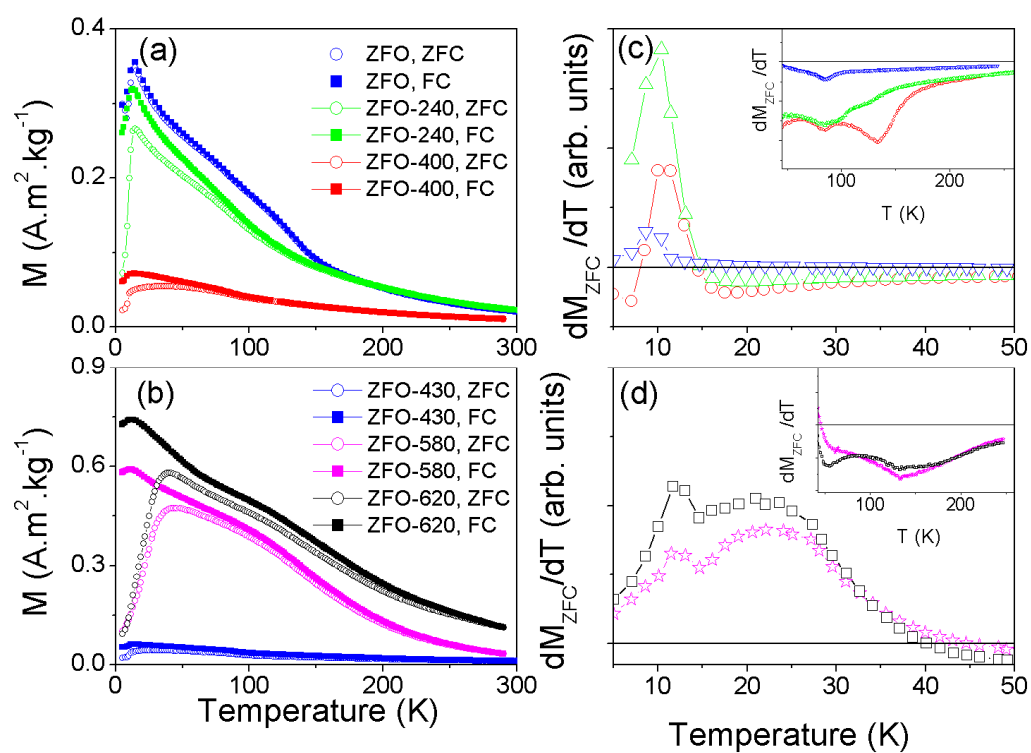 (a)
0.4
0.2
0.0
M (A.m².kg⁻¹)
ZFO, ZFC
ZFO, FC
ZFO-240, ZFC
ZFO-240, FC
ZFO-400, ZFC
ZFO-400, FC
0 100 200 300
(c)
dM_ZFC/dT (arb. units)
10 20 30 40 50
dM_ZFC/dT
100 200
T (K)
(b)
0.9
0.6
0.3
0.0
M (A.m².kg⁻¹)
ZFO-430, ZFC
ZFO-430, FC
ZFO-580, ZFC
ZFO-580, FC
ZFO-620, ZFC
ZFO-620, FC
0 100 200 300
Temperature (K)
(d)
dM_ZFC/dT (arb. units)
dM_ZFC/dT
100 200
T (K)
10 20 30 40 50
Temperature (K)